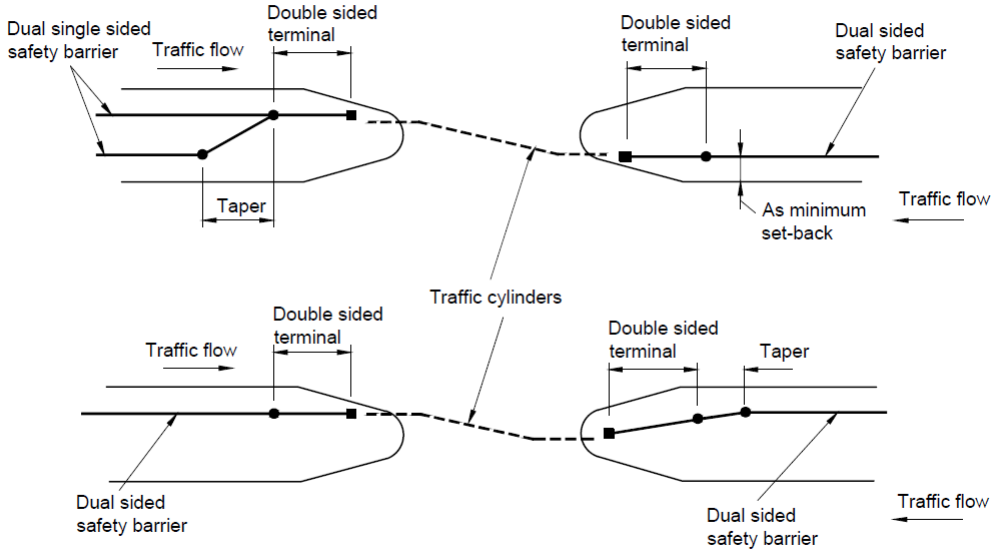 Dual single sided
safety barrier
Traffic flow
Double sided
terminal
Double sided
terminal
Dual sided
safety barrier
Taper
As minimum
set-back
Traffic flow
Traffic cylinders
Traffic flow
Double sided
terminal
Double sided
terminal
Taper
Dual sided
safety barrier
Dual sided
safety barrier
Traffic flow